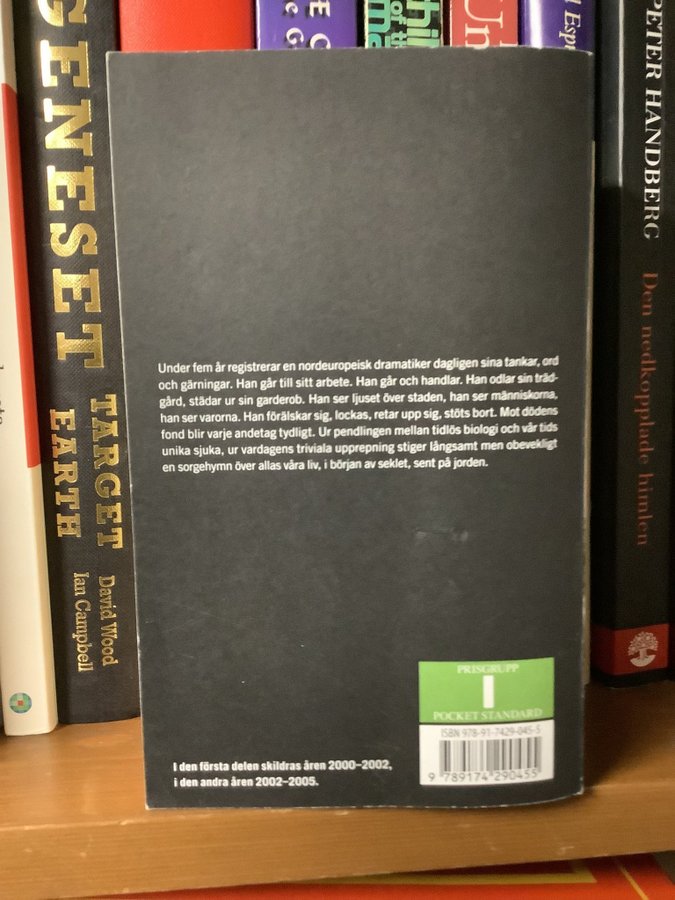 GENESET
TARGET
EARTH
David Wood
Ian Campbell
of the
Un
PETER HANDBERG
Den nedkopplade himlen
Under fem år registrerar en nordeuropeisk dramatiker dagligen sina tankar, ord
och gärningar. Han går till sitt arbete. Han går och handlar. Han odlar sin träd-
gård, städar ur sin garderob. Han ser ljuset över staden, han ser människorna,
han ser varorna. Han förälskar sig, lockas, retar upp sig, stöts bort. Mot dödens
fond blir varje andetag tydligt. Ur pendlingen mellan tidlös biologi och vår tids
unika sjuka, ur vardagens triviala upprepning stiger långsamt men obevekligt
en sorgehymn över allas våra liv, i början av seklet, sent på jorden.
PRISGRUPP
I
POCKET STANDARD
ISBN 978-91-7429-045-5
9 789174 290455
I den första delen skildras åren 2000–2002,
i den andra åren 2002–2005.